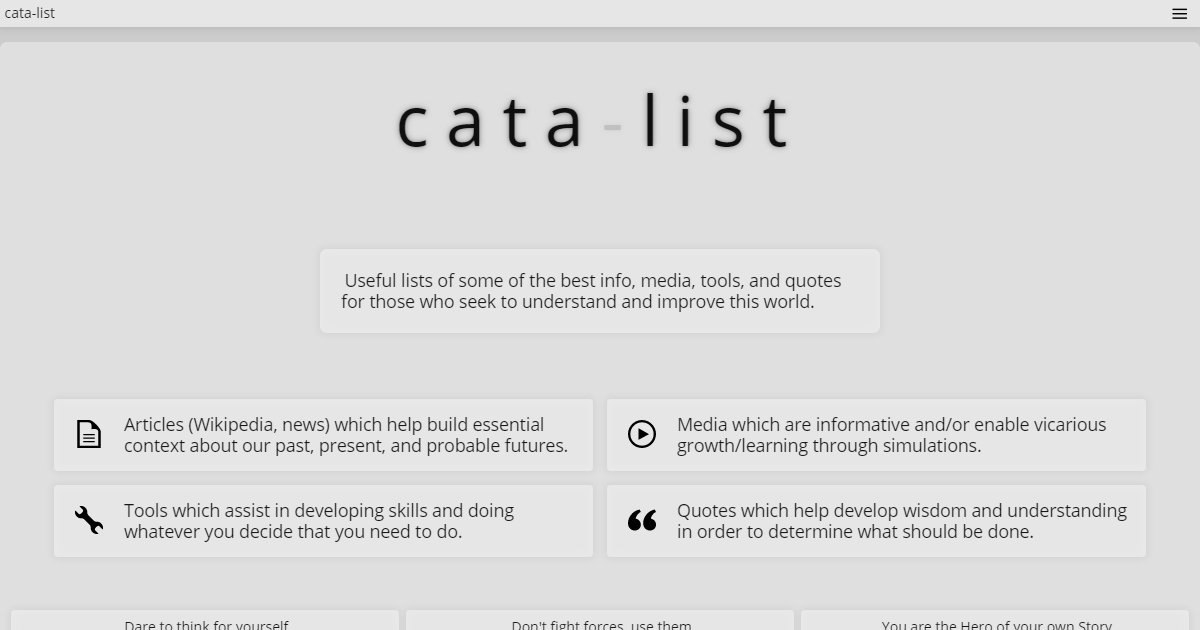 cata-list
cata-list
Useful lists of some of the best info, media, tools, and quotes
for those who seek to understand and improve this world.
Articles (Wikipedia, news) which help build essential
context about our past, present, and probable futures.
Media which are informative and/or enable vicarious
growth/learning through simulations.
Tools which assist in developing skills and doing
whatever you decide that you need to do.
Quotes which help develop wisdom and understanding
in order to determine what should be done.
Dare to think for yourself
Don't fight forces, use them
You are the Hero of your own Story